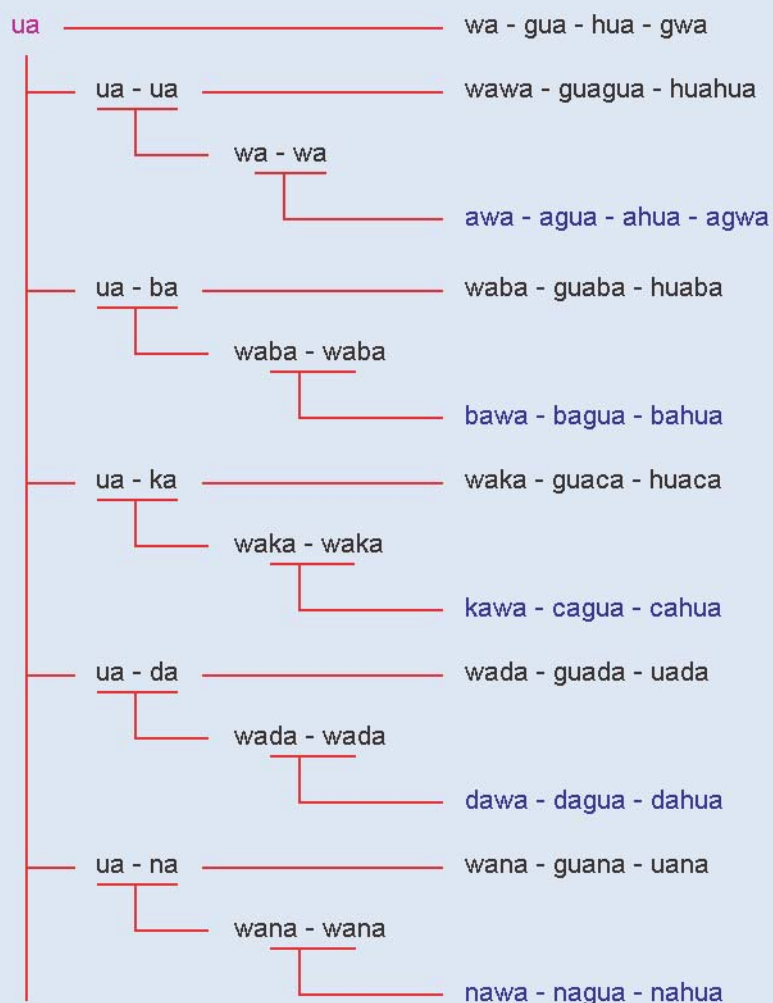 ua wa - gua - hua - gwa
ua - ua wawa - guagua - huahua
wa - wa
awa - agua - ahua - agwa
ua - ba waba - guaba - huaba
waba - waba
bawa - bagua - bahua
ua - ka waka - guaca - huaca
waka - waka
kawa - cagua - cahua
ua - da wada - guada - uada
wada - wada
dawa - dagua - dahua
ua - na wana - guana - uana
wana - wana
nawa - nagua - nahua